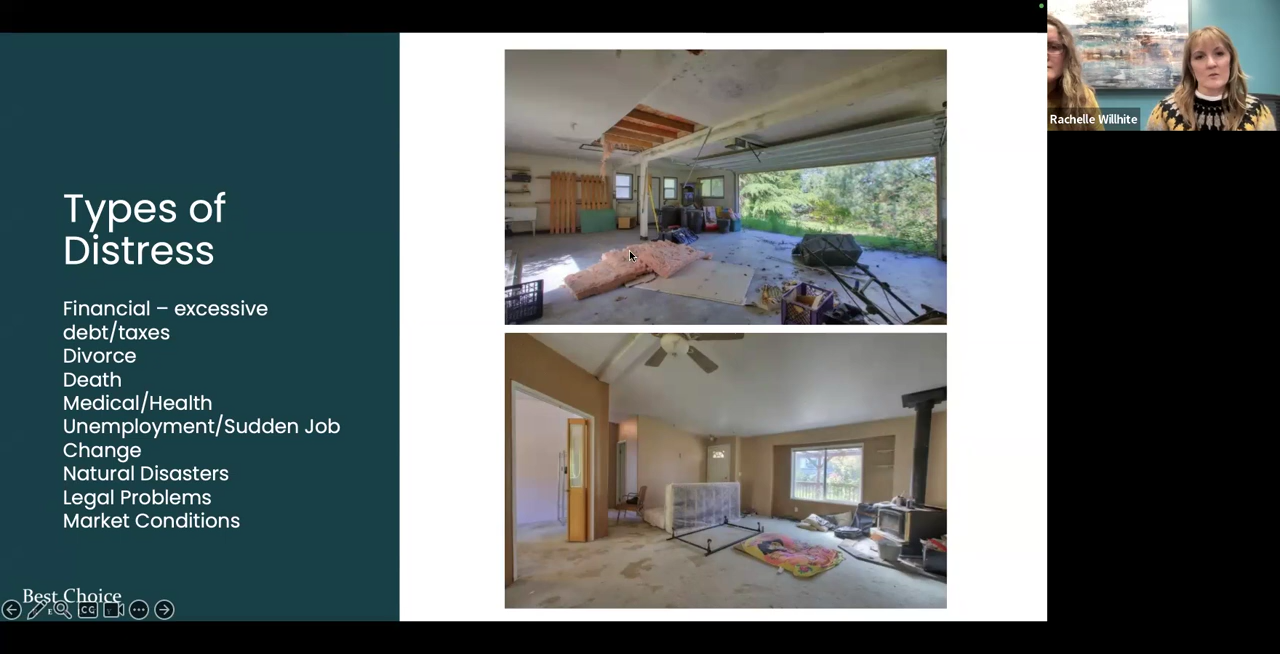 Rachelle Willhite
Types of
Distress
Financial – excessive
debt/taxes
Divorce
Death
Medical/Health
Unemployment/Sudden Job
Change
Natural Disasters
Legal Problems
Market Conditions
Best Choice
E
CC